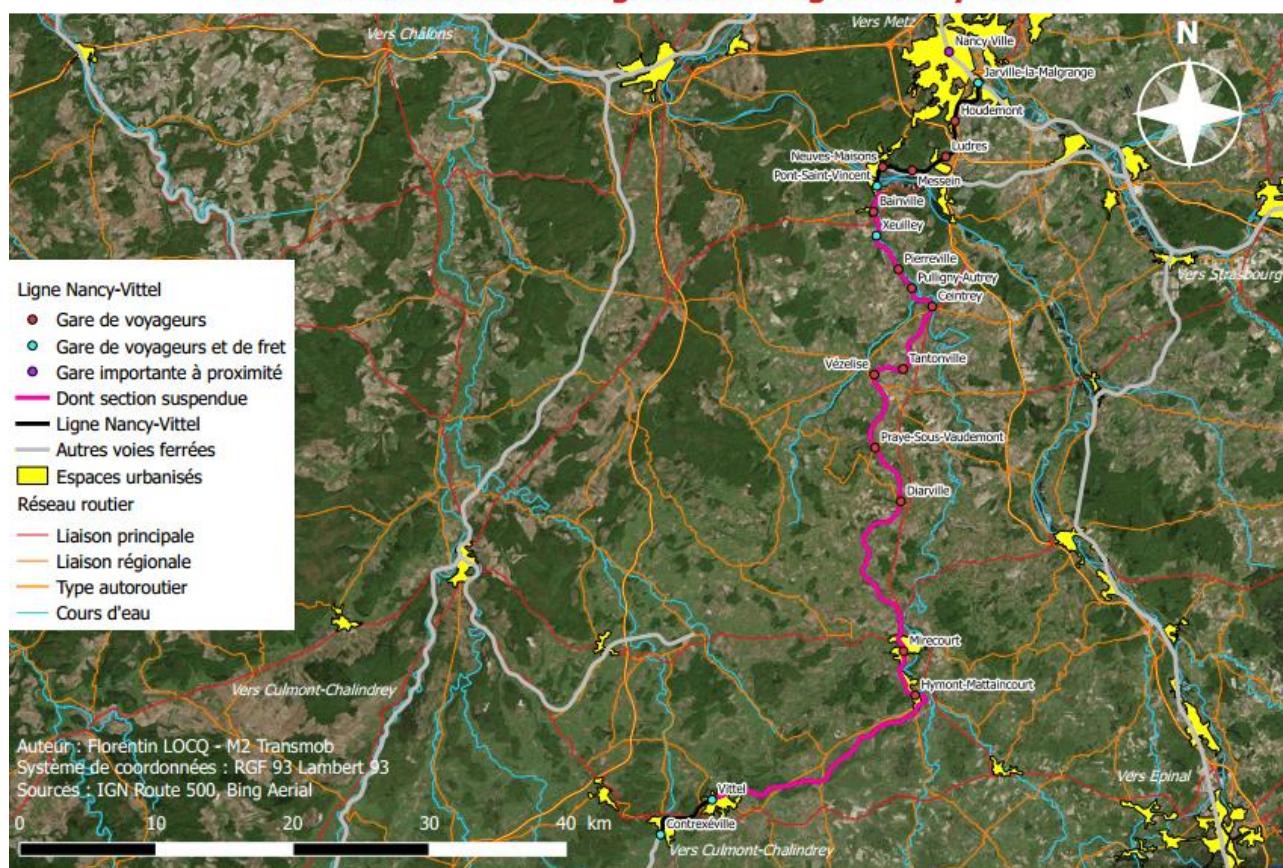 Vers Metz
Vers Châlons
Nancy Ville
N
Jarville-la-Malgrange
Houdemont
Ludres
Neuves-Maisons
Pont-Saint-Vincent
Messein
Bainville
Xeuilley
Pierreville
Pulligny-Autrey
Vers Strasbourg
Ceintrey
Tantonville
Vézelise
Praye-Sous-Vaudemont
Diarville
Mirecourt
Hymont-Mattaincourt
Vers Culmont-Chalindrey
Vers Epinal
Vittel
Contrexéville
Vers Culmont-Chalindrey
Ligne Nancy-Vittel
Gare de voyageurs
Gare de voyageurs et de fret
Gare importante à proximité
Dont section suspendue
Ligne Nancy-Vittel
Autres voies ferrées
Espaces urbanisés
Réseau routier
Liaison principale
Liaison régionale
Type autoroutier
Cours d'eau
Auteur : Florentin LOCQ - M2 Transmob
Système de coordonnées : RGF 93 Lambert 93
Sources : IGN Route 500, Bing Aerial
0 10 20 30 40 km